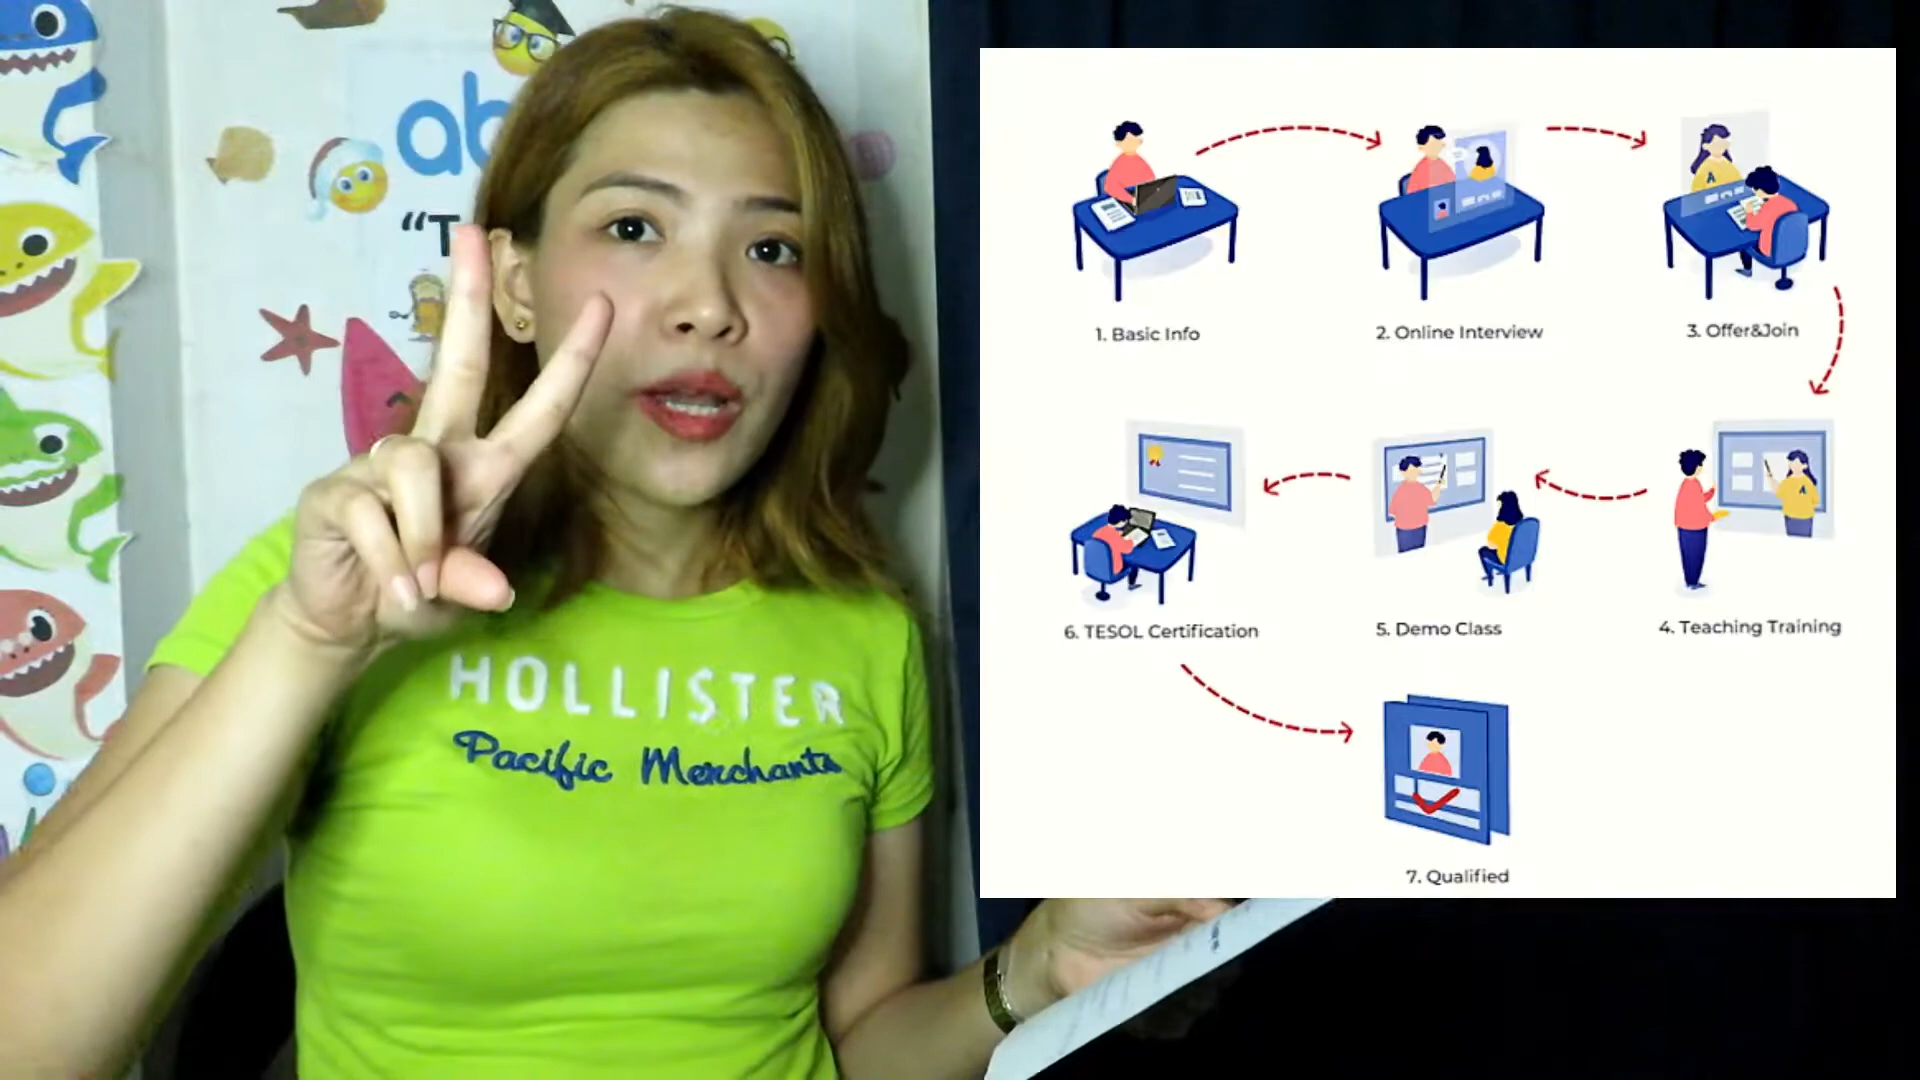 ab
“T
HOLLISTER
Pacific Merchants
1. Basic Info
2. Online Interview
3. Offer&Join
6. TESOL Certification
5. Demo Class
4. Teaching Training
7. Qualified